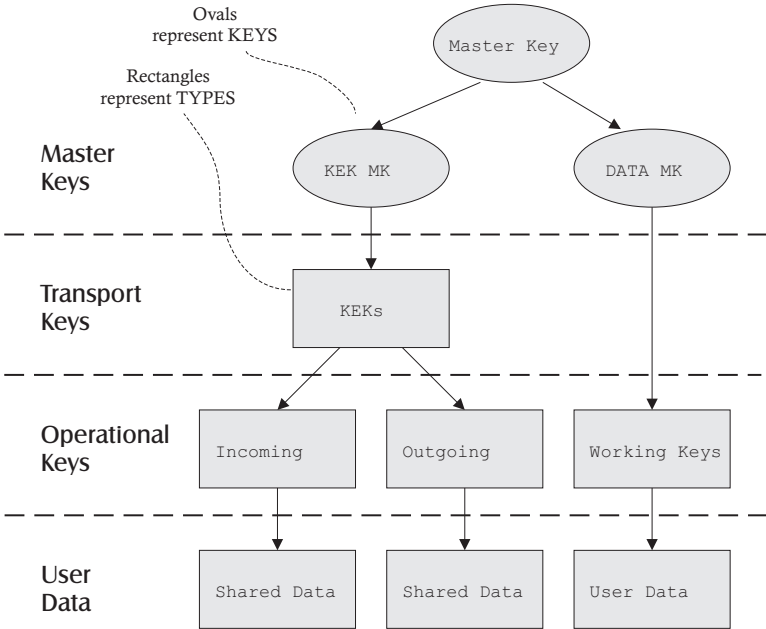 Ovals
represent KEYS
Master Key
Rectangles
represent TYPES
Master
Keys
KEK MK
DATA MK
Transport
Keys
KEKs
Operational
Keys
Incoming
Outgoing
Working Keys
User
Data
Shared Data
Shared Data
User Data